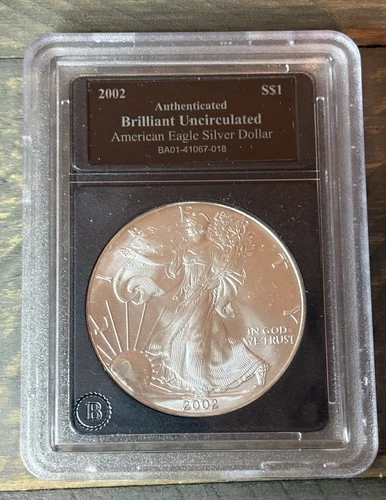 2002 S$1
Authenticated
Brilliant Uncirculated
American Eagle Silver Dollar
BA01-41067-018
L I
T Y
IN GOD
WE TRUST
2002
B